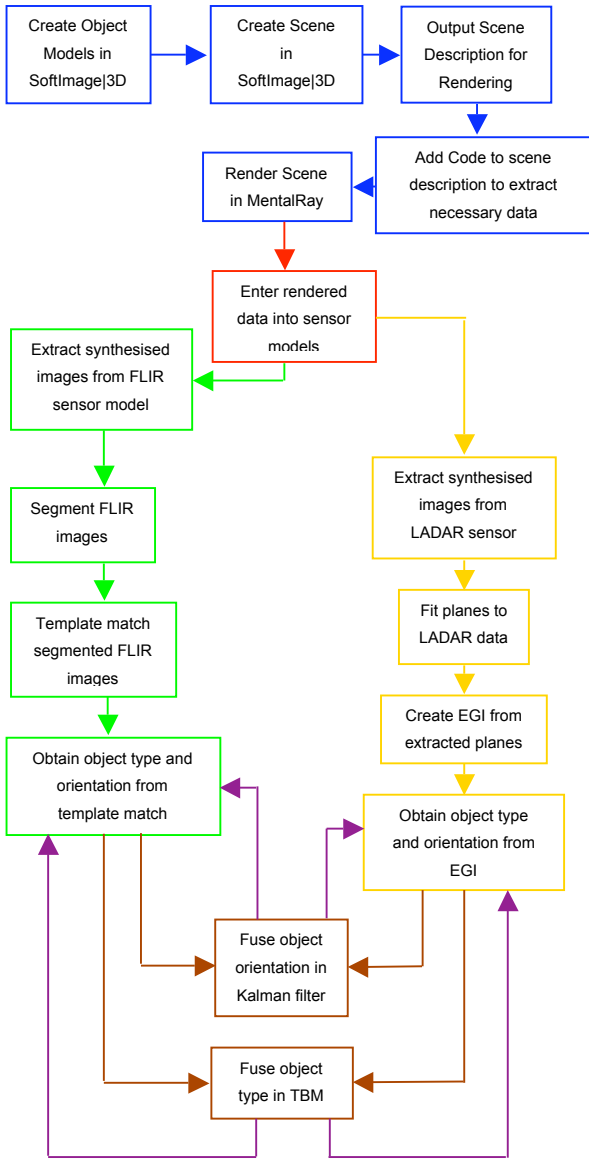 Create Object
Models in
SoftImage|3D
Create Scene
in
SoftImage|3D
Output Scene
Description for
Rendering
Add Code to scene
description to extract
necessary data
Render Scene
in MentalRay
Enter rendered
data into sensor
models
Extract synthesised
images from FLIR
sensor model
Segment FLIR
images
Template match
segmented FLIR
images
Obtain object type and
orientation from
template match
Extract synthesised
images from
LADAR sensor
Fit planes to
LADAR data
Create EGI from
extracted planes
Obtain object type
and orientation from
EGI
Fuse object
orientation in
Kalman filter
Fuse object
type in TBM